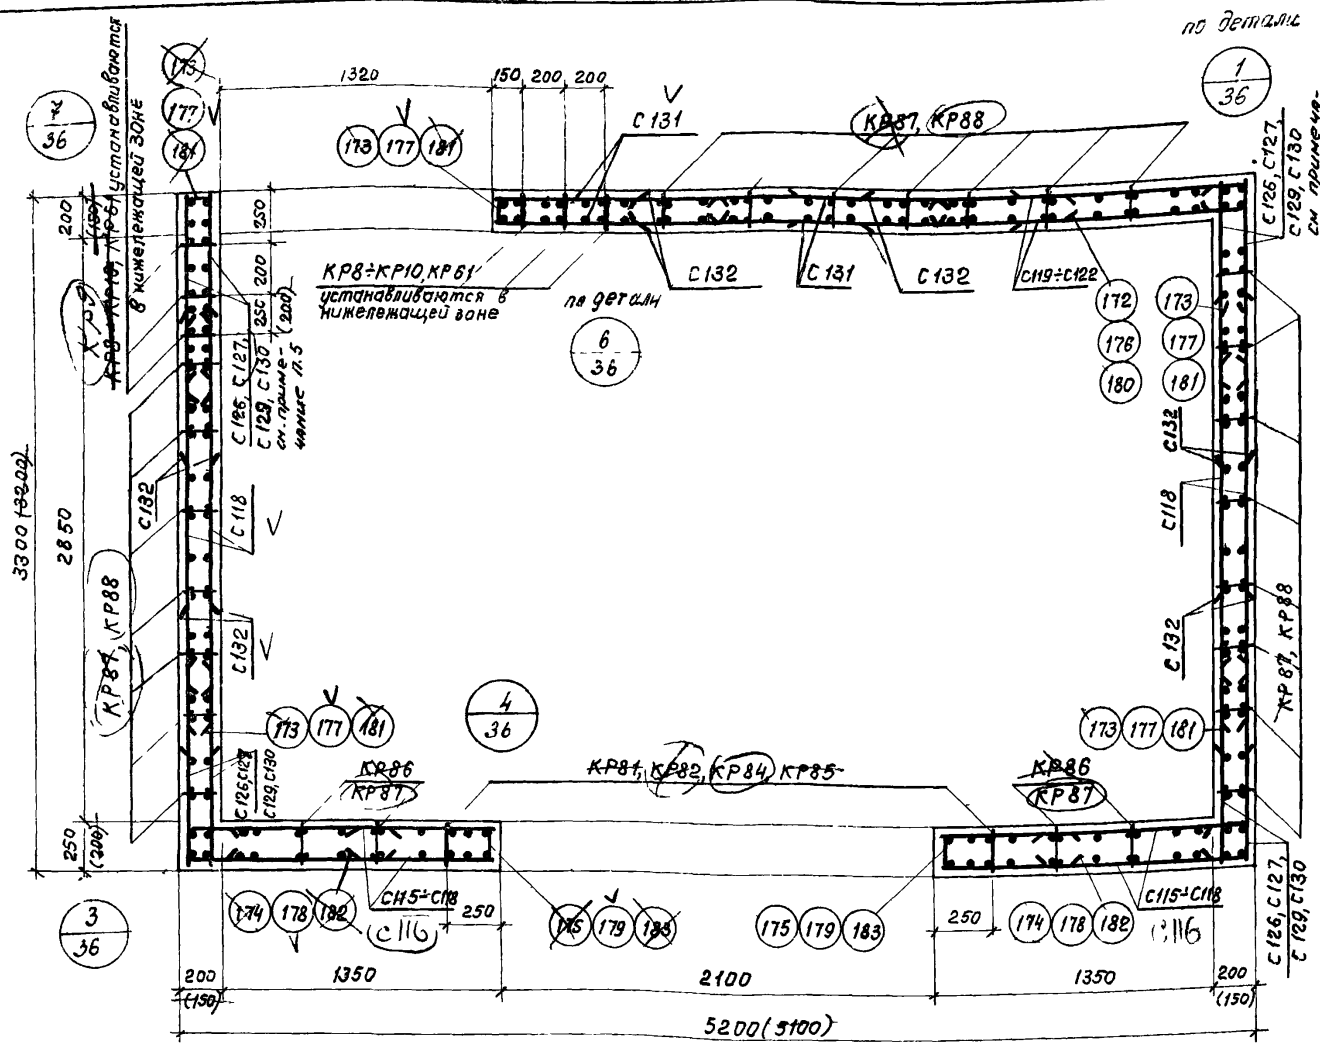 по детали
1
36
7
36
173
177
181
КР8÷КР10, КР61 устанавливаются
в нижележащей зоне
1320
150
200
200
173
177
181
С131
КР87, КР88
С126, С127,
С129, С130
см примеча-
200
(150)
250
200
250
(200)
КР8÷КР10, КР61
устанавливаются в
нижележащей зоне
по детали
6
36
С132
С131
С132
С119÷С122
172
176
180
173
177
181
С126, С127,
С129, С130
см. приме-
чание п.5
3300 (3200)
2850
С132
С118
С132
КР87, КР88
С132
С118
С132
КР87, КР88
173
177
181
4
36
173
177
181
С126, С127
С129, С130
КР86
КР87
КР81, КР82, КР84, КР85
КР86
КР87
250
(200)
3
36
174
178
182
С115÷С118
С116
250
175
179
183
175
179
183
250
174
178
182
С115÷С118
С116
С126, С127,
С129, С130
200
(150)
1350
2100
1350
200
(150)
5200 (5100)